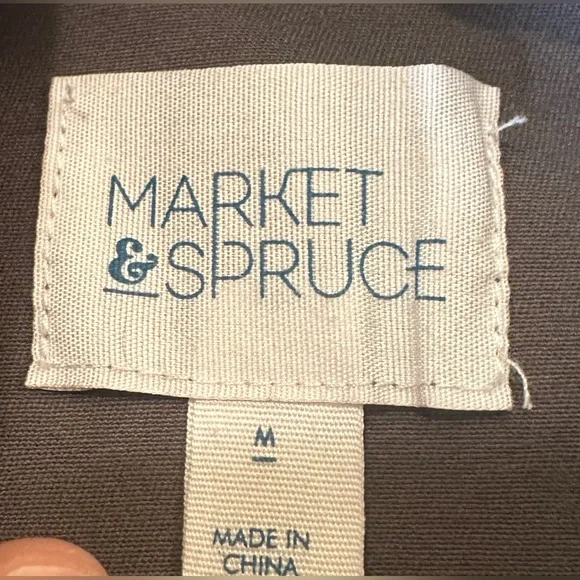 MARKET
& SPRUCE
M
MADE IN
CHINA